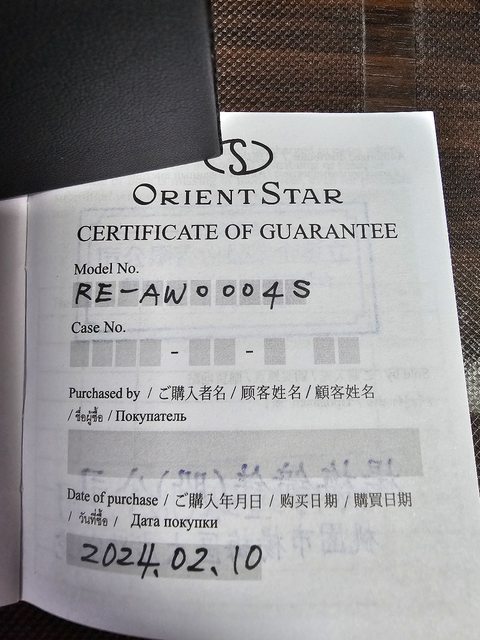 ORIENT STAR
CERTIFICATE OF GUARANTEE
Model No.
RE-AW0004S
Case No.
- -
Purchased by / ご購入者名 / 顾客姓名 / 顧客姓名
/ ชื่อผู้ซื้อ / Покупатель
Date of purchase / ご購入年月日 / 购买日期 / 購買日期
/ วันที่ซื้อ / Дата покупки
2024.02.10